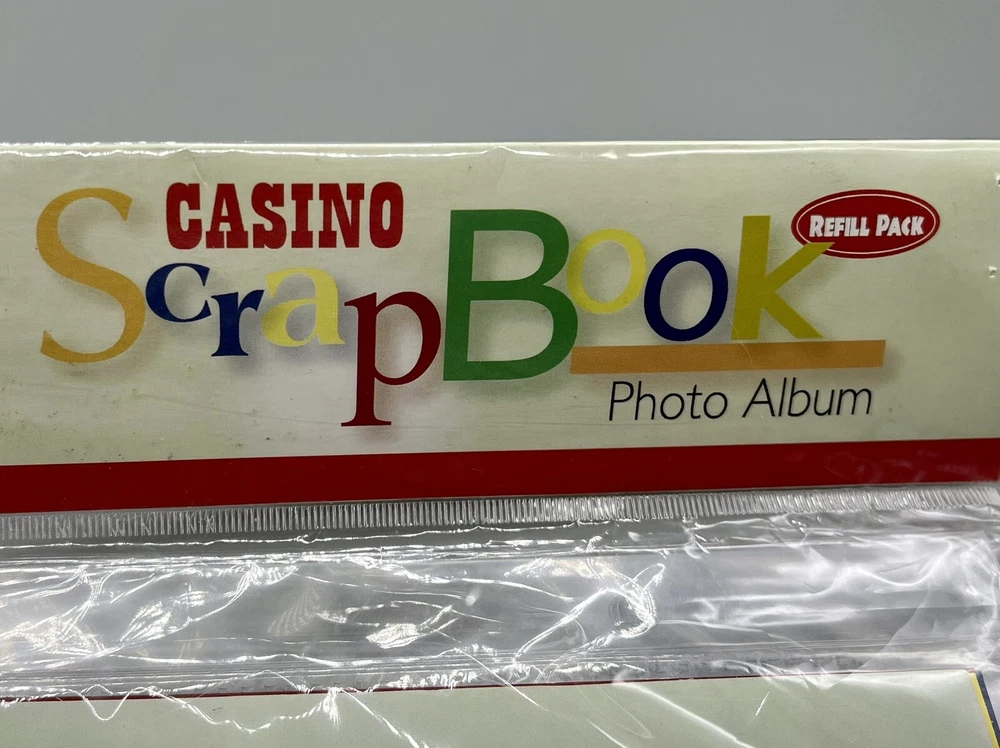 CASINO
ScrapBook
REFILL PACK
Photo Album